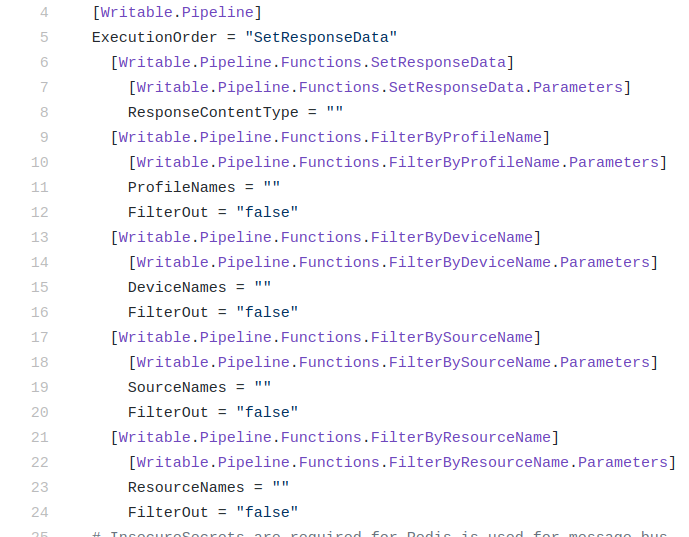 4 [Writable.Pipeline]
5 ExecutionOrder = "SetResponseData"
6 [Writable.Pipeline.Functions.SetResponseData]
7 [Writable.Pipeline.Functions.SetResponseData.Parameters]
8 ResponseContentType = ""
9 [Writable.Pipeline.Functions.FilterByProfileName]
10 [Writable.Pipeline.Functions.FilterByProfileName.Parameters]
11 ProfileNames = ""
12 FilterOut = "false"
13 [Writable.Pipeline.Functions.FilterByDeviceName]
14 [Writable.Pipeline.Functions.FilterByDeviceName.Parameters]
15 DeviceNames = ""
16 FilterOut = "false"
17 [Writable.Pipeline.Functions.FilterBySourceName]
18 [Writable.Pipeline.Functions.FilterBySourceName.Parameters]
19 SourceNames = ""
20 FilterOut = "false"
21 [Writable.Pipeline.Functions.FilterByResourceName]
22 [Writable.Pipeline.Functions.FilterByResourceName.Parameters]
23 ResourceNames = ""
24 FilterOut = "false"
25 # InsecureSecrets are required for Redis is used for message bus